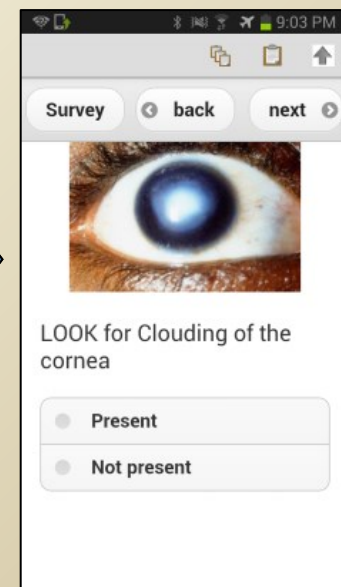 9:03 PM
Survey back next
LOOK for Clouding of the
cornea
Present
Not present